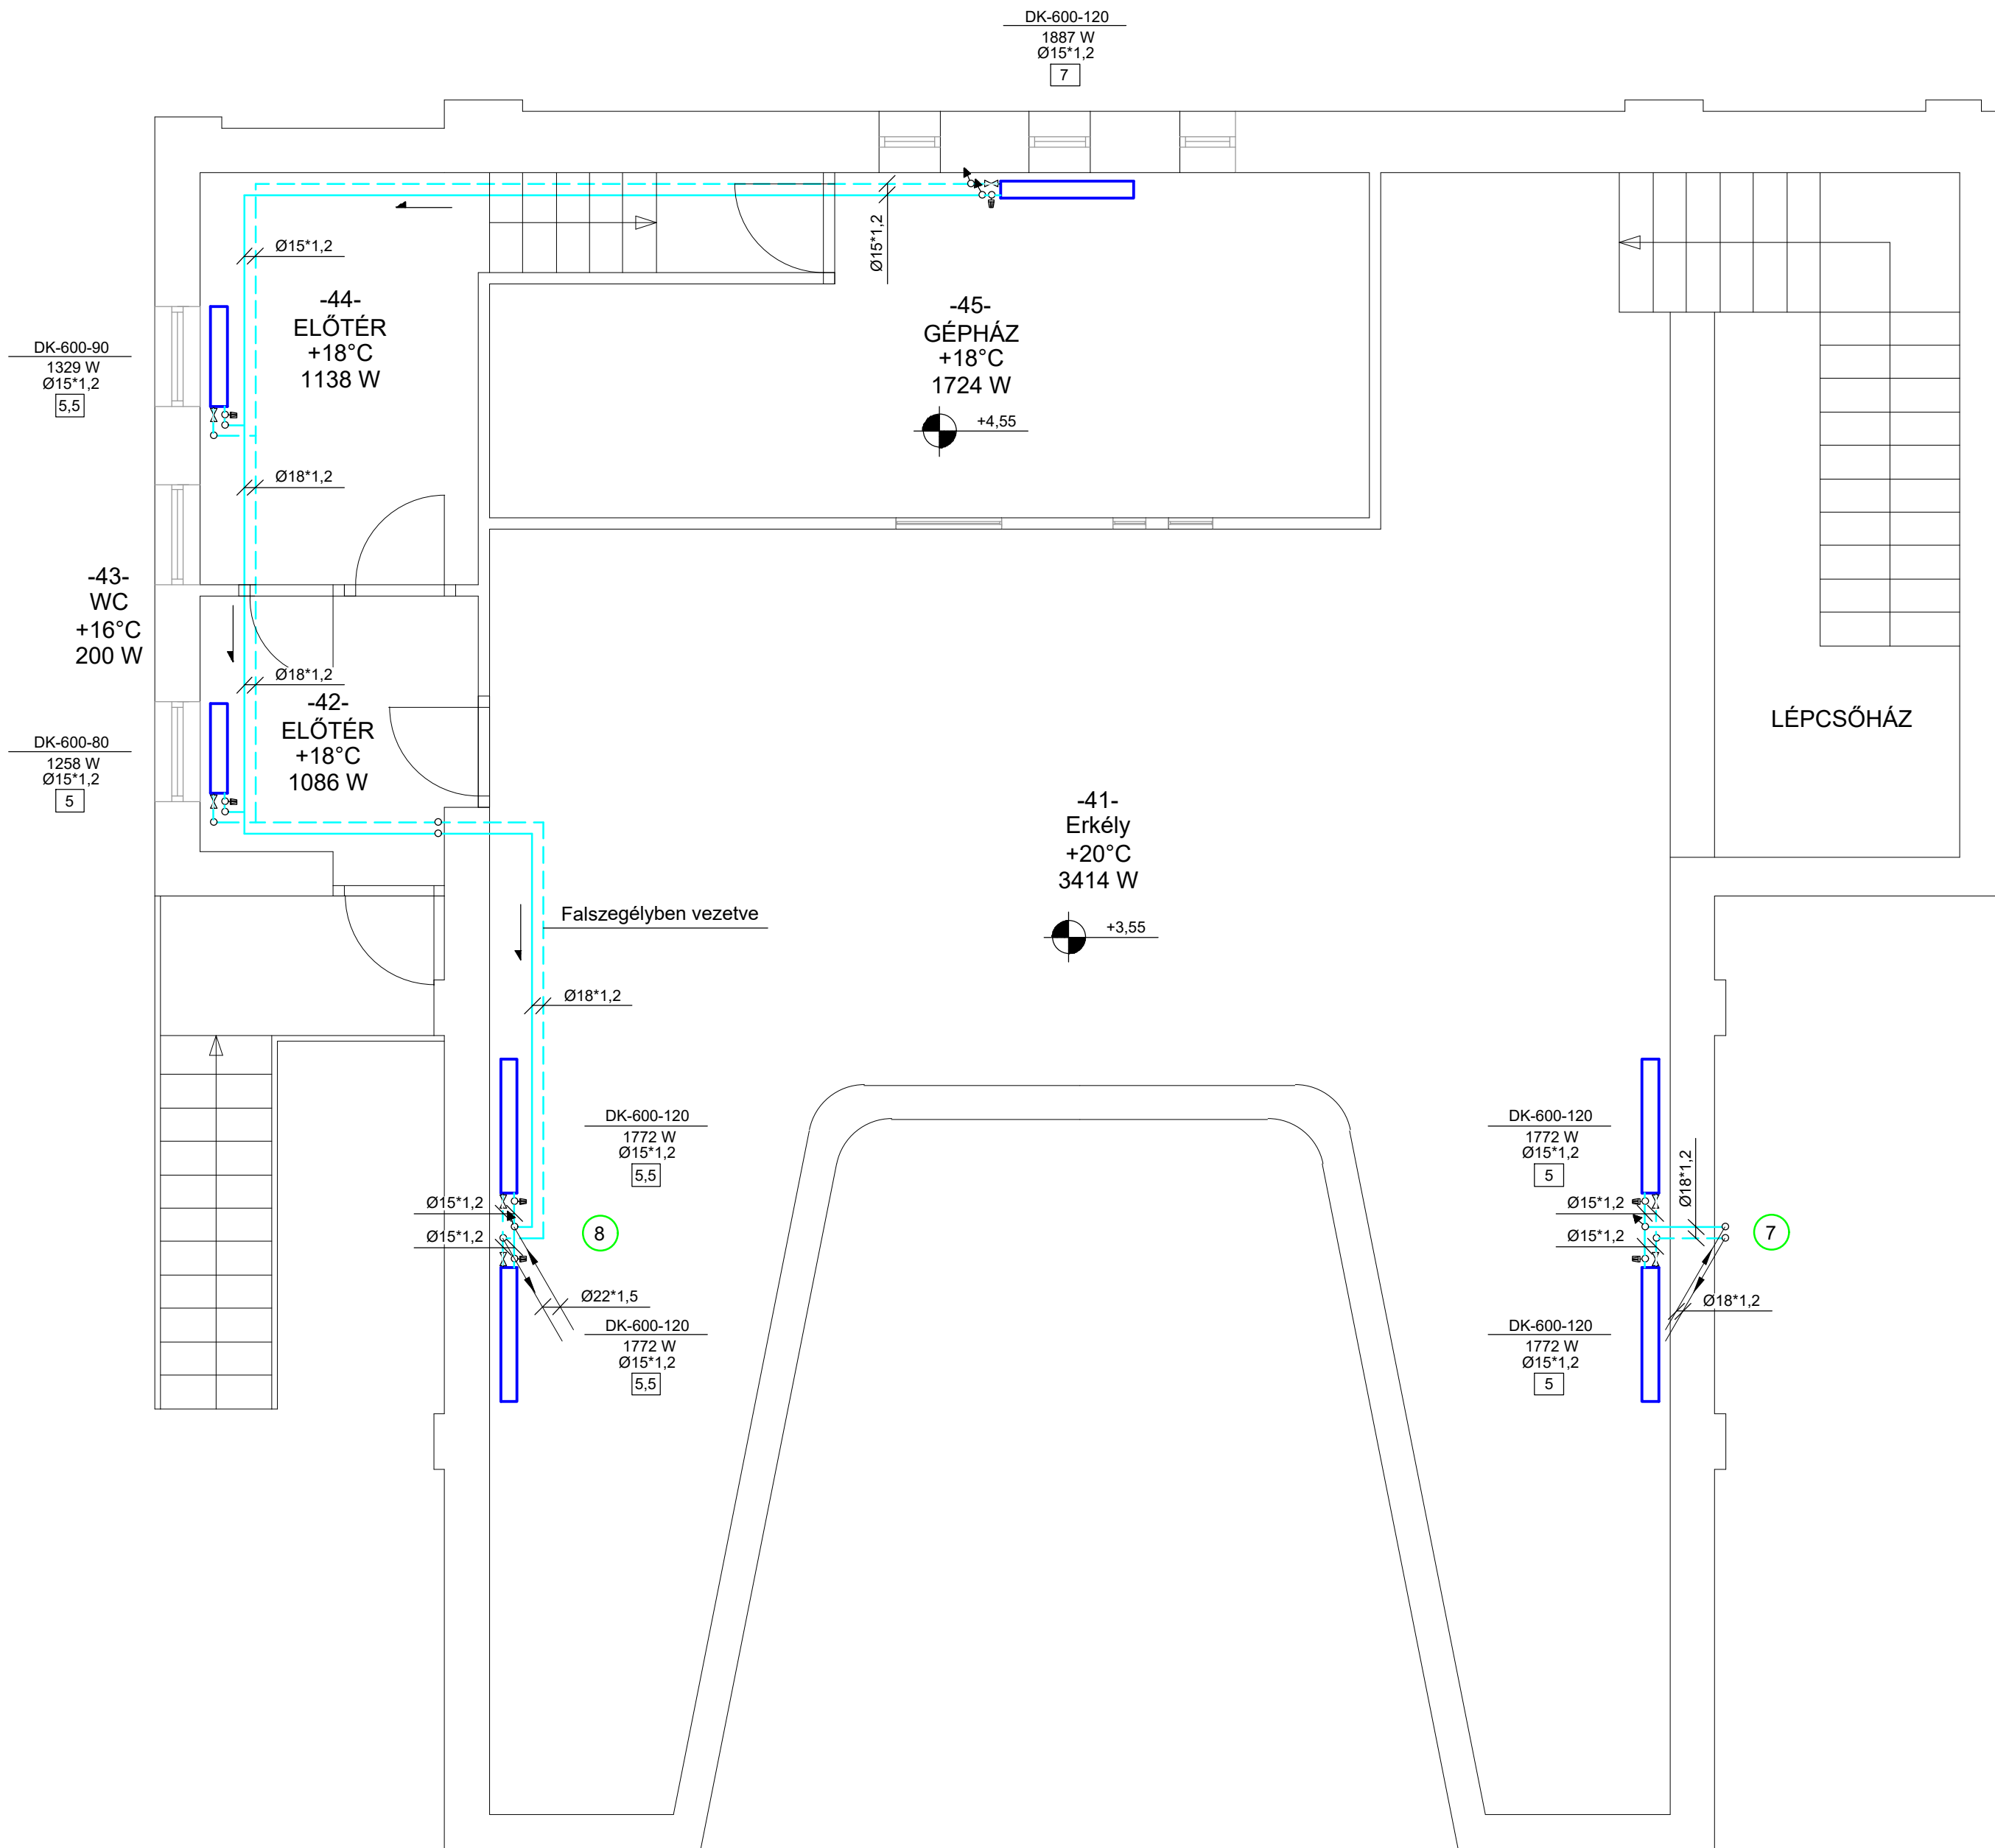 DK-600-120
1887 W
Ø15*1,2
7
Ø15*1,2
Ø15*1,2
-44-
ELŐTÉR
+18°C
1138 W
-45-
GÉPHÁZ
+18°C
1724 W
+4,55
DK-600-90
1329 W
Ø15*1,2
5,5
Ø18*1,2
-43-
WC
+16°C
200 W
Ø18*1,2
-42-
ELŐTÉR
+18°C
1086 W
LÉPCSŐHÁZ
DK-600-80
1258 W
Ø15*1,2
5
-41-
Erkély
+20°C
3414 W
+3,55
Falszegélyben vezetve
Ø18*1,2
DK-600-120
1772 W
Ø15*1,2
5,5
DK-600-120
1772 W
Ø15*1,2
5
Ø18*1,2
Ø15*1,2
Ø15*1,2
8
Ø15*1,2
Ø15*1,2
7
Ø22*1,5
Ø18*1,2
DK-600-120
1772 W
Ø15*1,2
5,5
DK-600-120
1772 W
Ø15*1,2
5